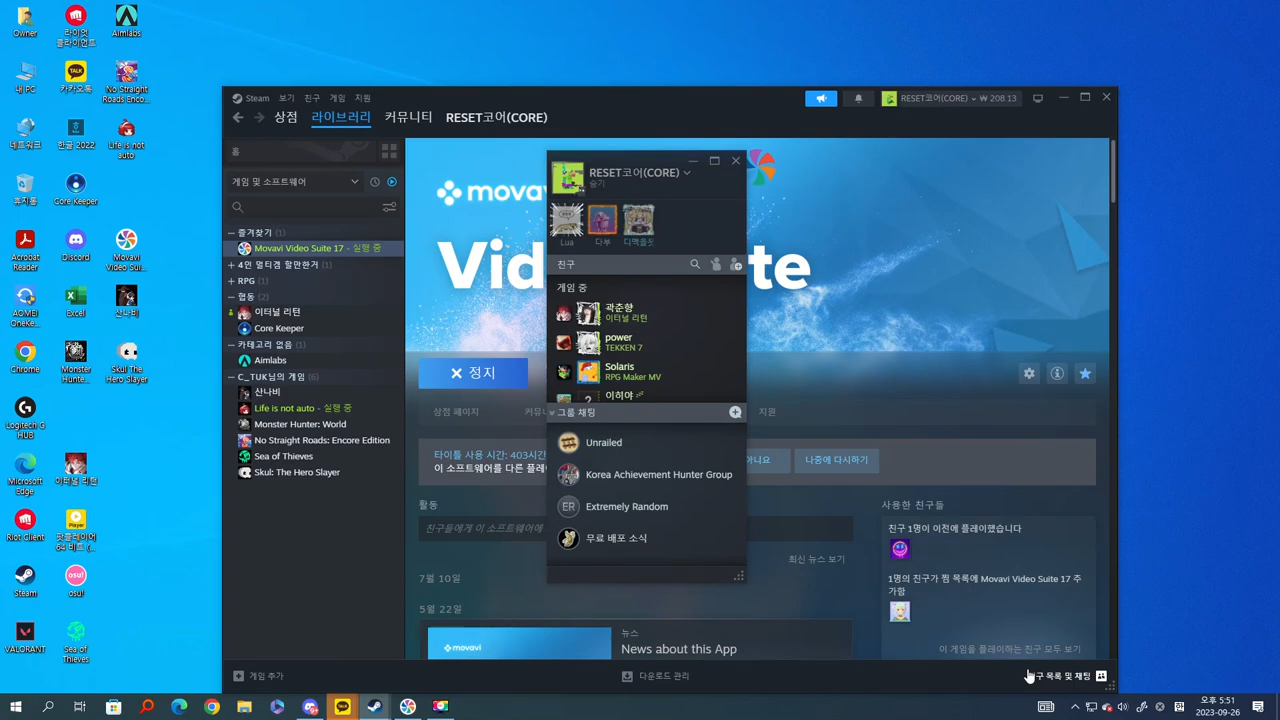 Owner
라이엇
클라이언트
Aimlabs
내 PC
카카오톡
No Straight
Roads Enco...
네트워크
한글 2022
Life is not
auto
휴지통
Core Keeper
Acrobat
Reader
Discord
Movavi
Video Sui...
AOMEI
OneKe...
Excel
산나비
Chrome
Monster
Hunte...
Skul The
Hero Slayer
Logitech G
HUB
Microsoft
Edge
이터널 리턴
Riot Client
팟플레이어
64 비트 (...
Steam
osu!
VALORANT
Sea of
Thieves
Steam 보기 친구 게임 지원
RESET코어(CORE) ₩ 208.13
상점 라이브러리 커뮤니티 RESET코어(CORE)
홈
게임 및 소프트웨어
즐겨찾기 (1)
Movavi Video Suite 17 - 실행 중
4인 멀티겜 할만한거 (1)
RPG (1)
협동 (2)
이터널 리턴
Core Keeper
카테고리 없음 (1)
Aimlabs
C_TUK님의 게임 (6)
산나비
Life is not auto - 실행 중
Monster Hunter: World
No Straight Roads: Encore Edition
Sea of Thieves
Skul: The Hero Slayer
게임 추가
movavi
Vid
te
정지
상점 페이지
커뮤니
지원
타이틀 사용 시간: 403시간
이 소프트웨어를 다른 플레
아니요
나중에 다시하기
활동
친구들에게 이 소프트웨어에
최신 뉴스 보기
7월 10일
5월 22일
movavi
뉴스
News about this App
사용한 친구들
친구 1명이 이전에 플레이했습니다
1명의 친구가 찜 목록에 Movavi Video Suite 17 추
가함
이 게임을 플레이하는 친구 모두 보기
다운로드 관리
구 목록 및 채팅
RESET코어(CORE)
Lua
다부
친구
게임 중
곽춘향
이터널 리턴
power
TEKKEN 7
Solaris
RPG Maker MV
이히야
그룹 채팅
Unrailed
Korea Achievement Hunter Group
ER
Extremely Random
무료 배포 소식
오후 5:51
2023-09-26